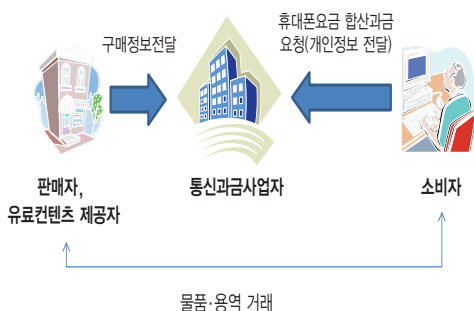 구매정보전달
휴대폰요금 합산과금
요청(개인정보 전달)
판매자,
유료컨텐츠 제공자
통신과금사업자
소비자
물품·용역 거래